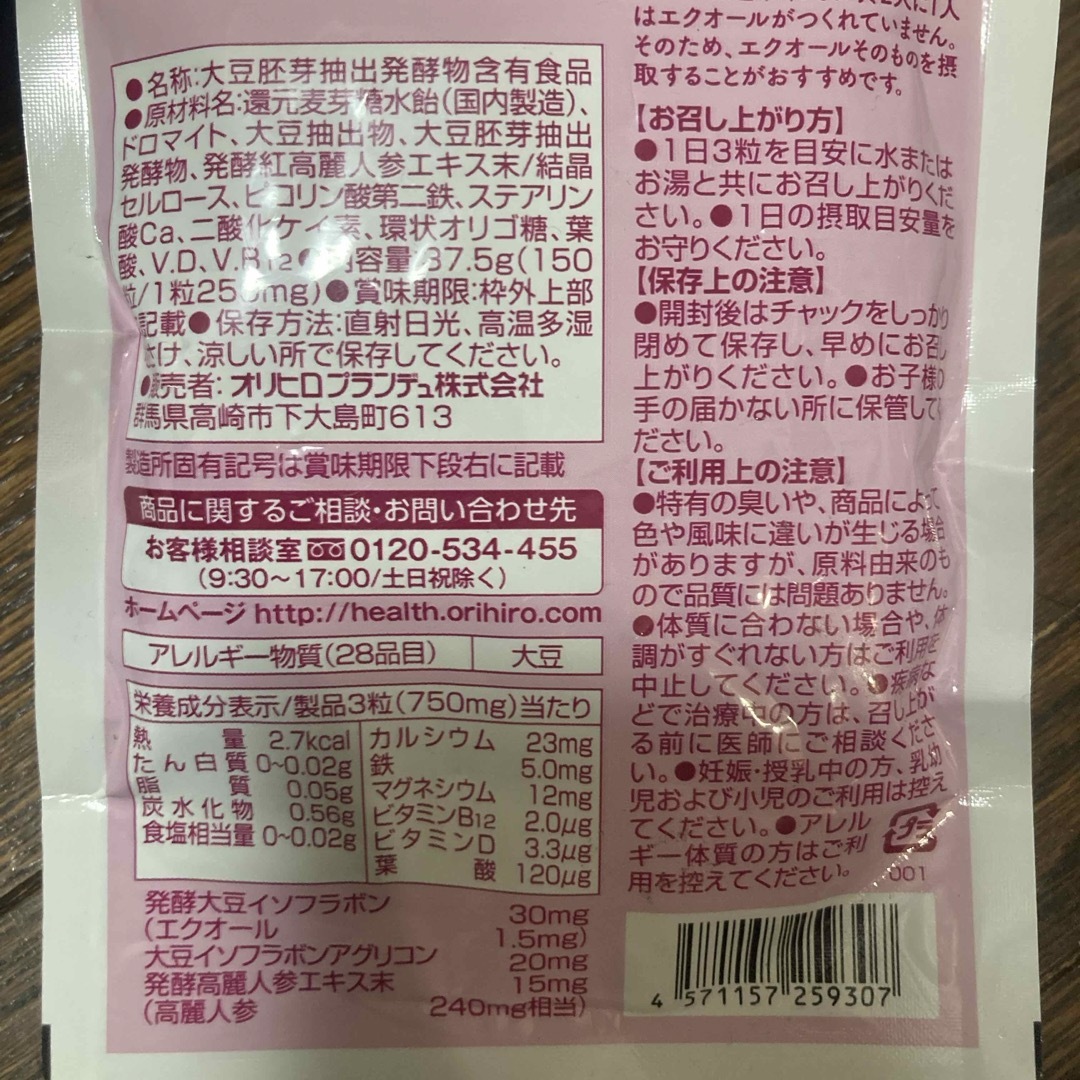 ●名称:大豆胚芽抽出発酵物含有食品
●原材料名:還元麦芽糖水飴(国内製造)、
ドロマイト、大豆抽出物、大豆胚芽抽出
発酵物、発酵紅高麗人参エキス末/結晶
セルロース、ピロリン酸第二鉄、ステアリン
酸Ca、二酸化ケイ素、環状オリゴ糖、葉
酸、V.D、V.B12●内容量:37.5g(150
粒/1粒250mg)●賞味期限:枠外上部
記載●保存方法:直射日光、高温多湿
さけ、涼しい所で保存してください。
●販売者:オリヒロプランデュ株式会社
群馬県高崎市下大島町613
製造所固有記号は賞味期限下段右に記載
商品に関するご相談・お問い合わせ先
お客様相談室 0120-534-455
(9:30〜17:00/土日祝除く)
ホームページ http://health.orihiro.com
アレルギー物質(28品目) 大豆
栄養成分表示/製品3粒(750mg)当たり
熱量 2.7kcal
たん白質 0~0.02g
脂質 0.05g
炭水化物 0.56g
食塩相当量 0~0.02g
カルシウム 23mg
鉄 5.0mg
マグネシウム 12mg
ビタミンB12 2.0μg
ビタミンD 3.3μg
葉酸 120μg
発酵大豆イソフラボン 30mg
(エクオール 1.5mg)
大豆イソフラボンアグリコン 20mg
発酵高麗人参エキス末 15mg
(高麗人参 240mg相当)
2人に1人
はエクオールがつくれていません。
そのため、エクオールそのものを摂
取することがおすすめです。
【お召し上がり方】
●1日3粒を目安に水または
お湯と共にお召し上がりくだ
さい。●1日の摂取目安量を
お守りください。
【保存上の注意】
●開封後はチャックをしっかり
閉めて保存し、早めにお召し
上がりください。●お子様の
手の届かない所に保管して
ださい。
【ご利用上の注意】
●特有の臭いや、商品によって
色や風味に違いが生じる場合
がありますが、原料由来のも
ので品質には問題ありません。
●体質に合わない場合や、体
調がすぐれない方はご利用を
中止してください。●疾病な
どで治療中の方は、召し上が
る前に医師にご相談くださ
い。●妊娠・授乳中の方、乳幼
児および小児のご利用は控え
てください。●アレル
ギー体質の方はご利
用を控えてください。
プラ
001
4 571157 259307